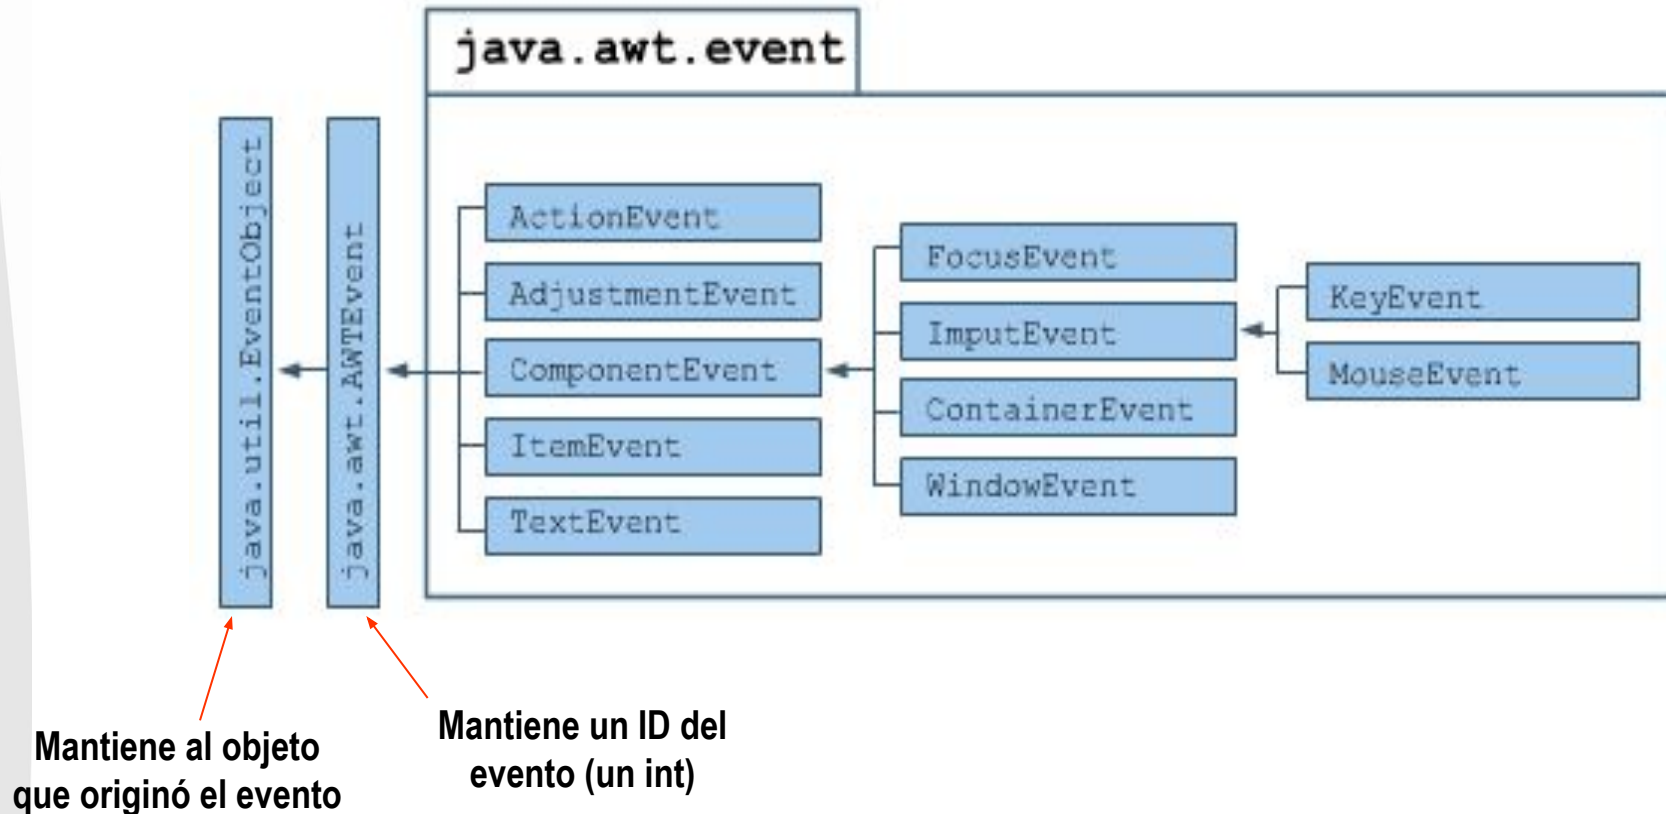 java.awt.event
java.util.EventObject
java.awt.AWTEvent
ActionEvent
AdjustmentEvent
ComponentEvent
ItemEvent
TextEvent
FocusEvent
ImputEvent
ContainerEvent
WindowEvent
KeyEvent
MouseEvent
Mantiene al objeto
que originó el evento
Mantiene un ID del
evento (un int)